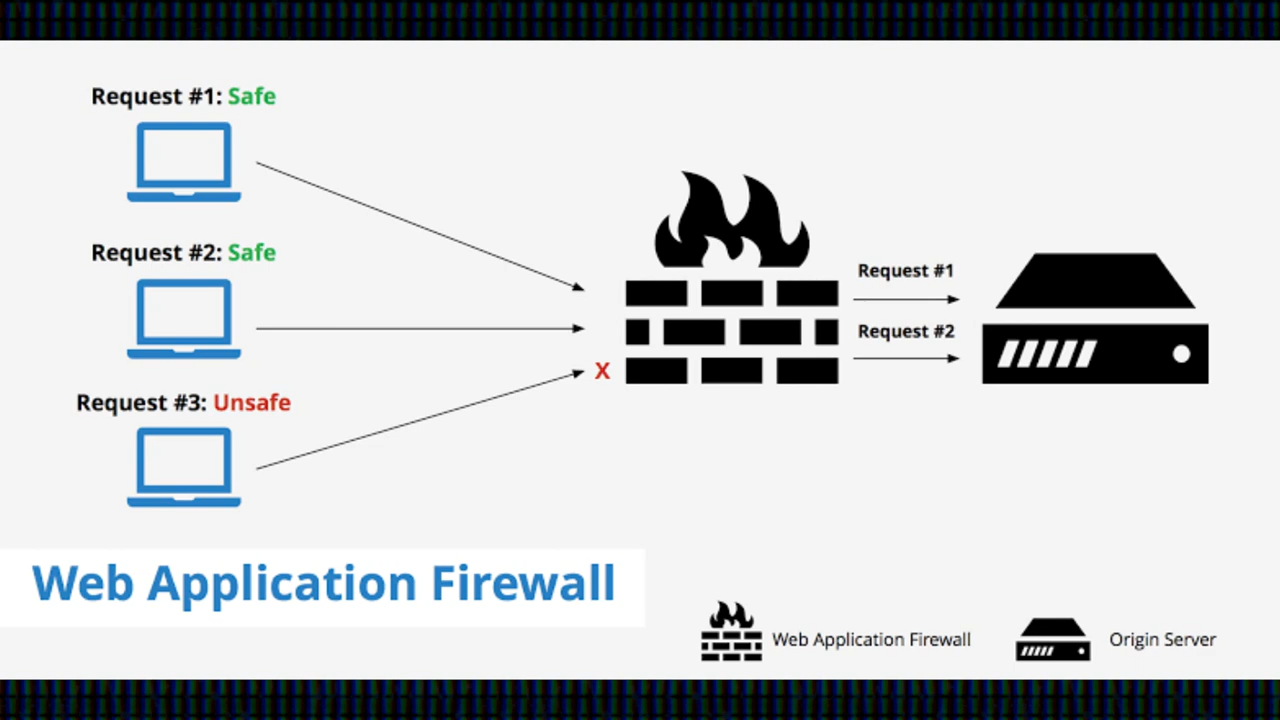 Request #1: Safe
Request #2: Safe
Request #3: Unsafe
X
Request #1
Request #2
Web Application Firewall
Web Application Firewall
Origin Server